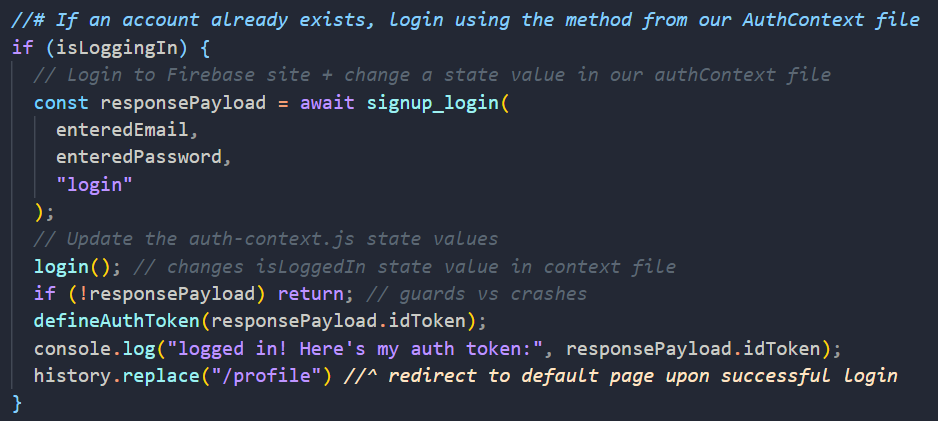 //# If an account already exists, login using the method from our AuthContext file
if (isLoggingIn) {
// Login to Firebase site + change a state value in our authContext file
const responsePayload = await signup_login(
enteredEmail,
enteredPassword,
"login"
);
// Update the auth-context.js state values
login(); // changes isLoggedIn state value in context file
if (!responsePayload) return; // guards vs crashes
defineAuthToken(responsePayload.idToken);
console.log("logged in! Here's my auth token:", responsePayload.idToken);
history.replace("/profile") //^ redirect to default page upon successful login
}